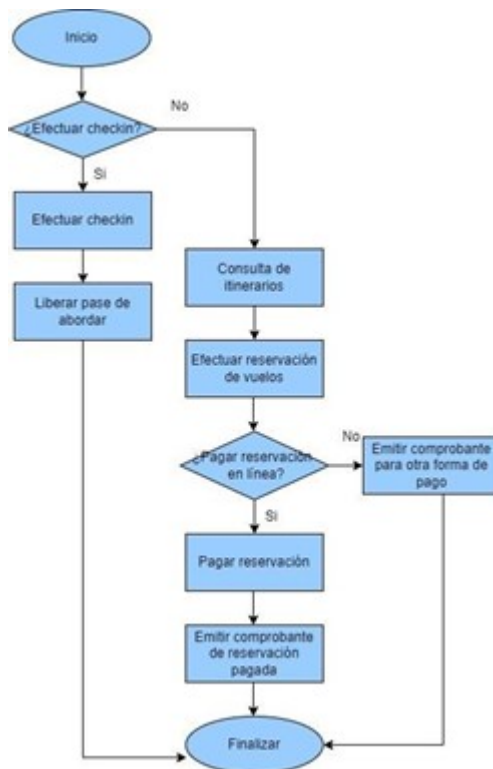 Inicio
No
¿Efectuar checkin?
Si
Efectuar checkin
Consulta de
itinerarios
Liberar pase de
abordar
Efectuar reservación
de vuelos
¿Pagar reservación
en línea?
No
Emitir comprobante
para otra forma de
pago
Si
Pagar reservación
Emitir comprobante
de reservación
pagada
Finalizar